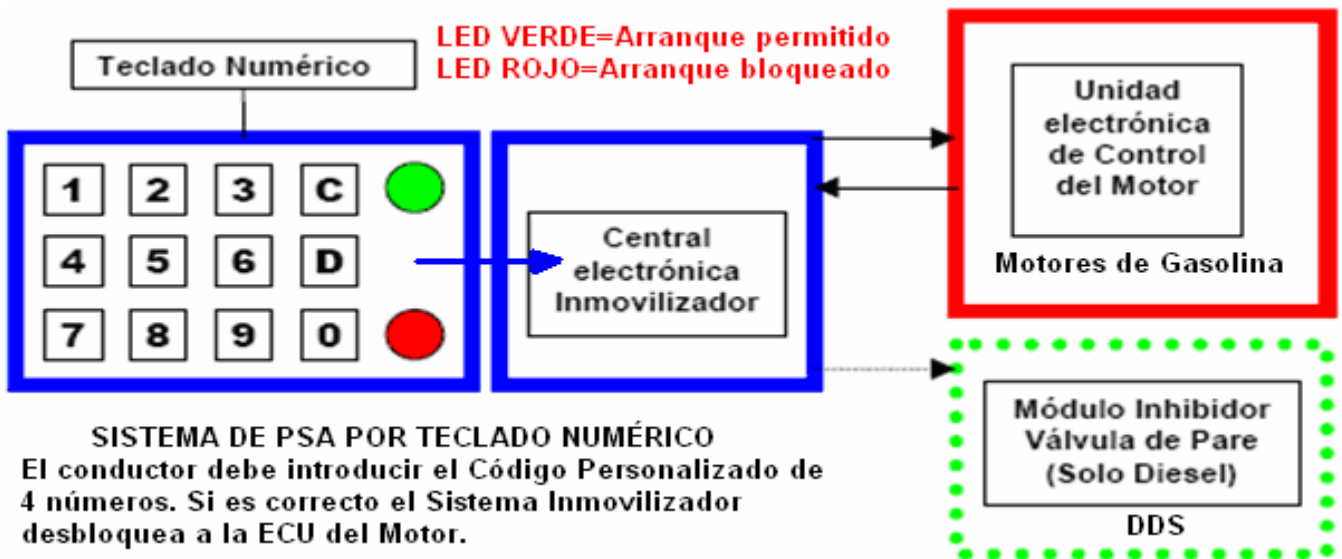 Teclado Numérico
LED VERDE=Arranque permitido
LED ROJO=Arranque bloqueado
1 2 3 C
4 5 6 D
7 8 9 0
Central
electrónica
Inmovilizador
Unidad
electrónica
de Control
del Motor
Motores de Gasolina
Módulo Inhibidor
Válvula de Pare
(Solo Diesel)
DDS
SISTEMA DE PSA POR TECLADO NUMÉRICO
El conductor debe introducir el Código Personalizado de
4 números. Si es correcto el Sistema Inmovilizador
desbloquea a la ECU del Motor.